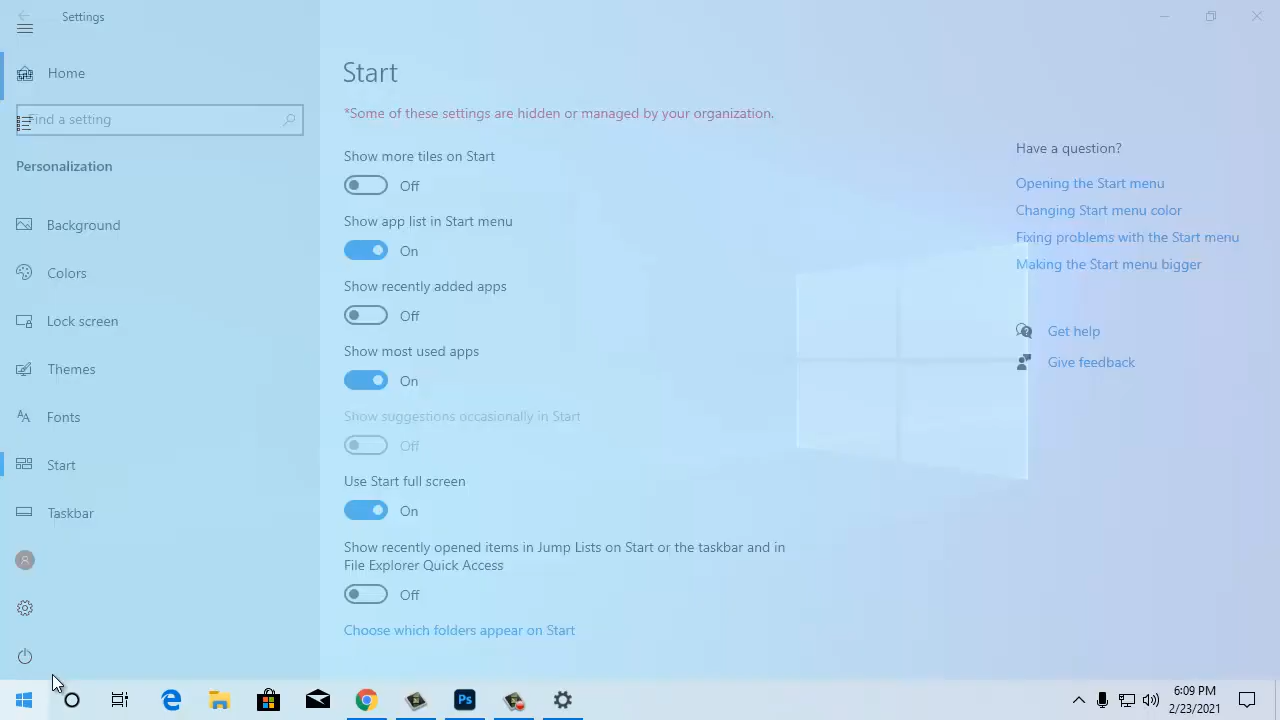 Settings
Home
Find a setting
Personalization
Background
Colors
Lock screen
Themes
Fonts
Start
Taskbar
Start
*Some of these settings are hidden or managed by your organization.
Show more tiles on Start
Off
Show app list in Start menu
On
Show recently added apps
Off
Show most used apps
On
Show suggestions occasionally in Start
Off
Use Start full screen
On
Show recently opened items in Jump Lists on Start or the taskbar and in
File Explorer Quick Access
Off
Choose which folders appear on Start
Have a question?
Opening the Start menu
Changing Start menu color
Fixing problems with the Start menu
Making the Start menu bigger
Get help
Give feedback
Ps
6:09 PM
2/23/2021